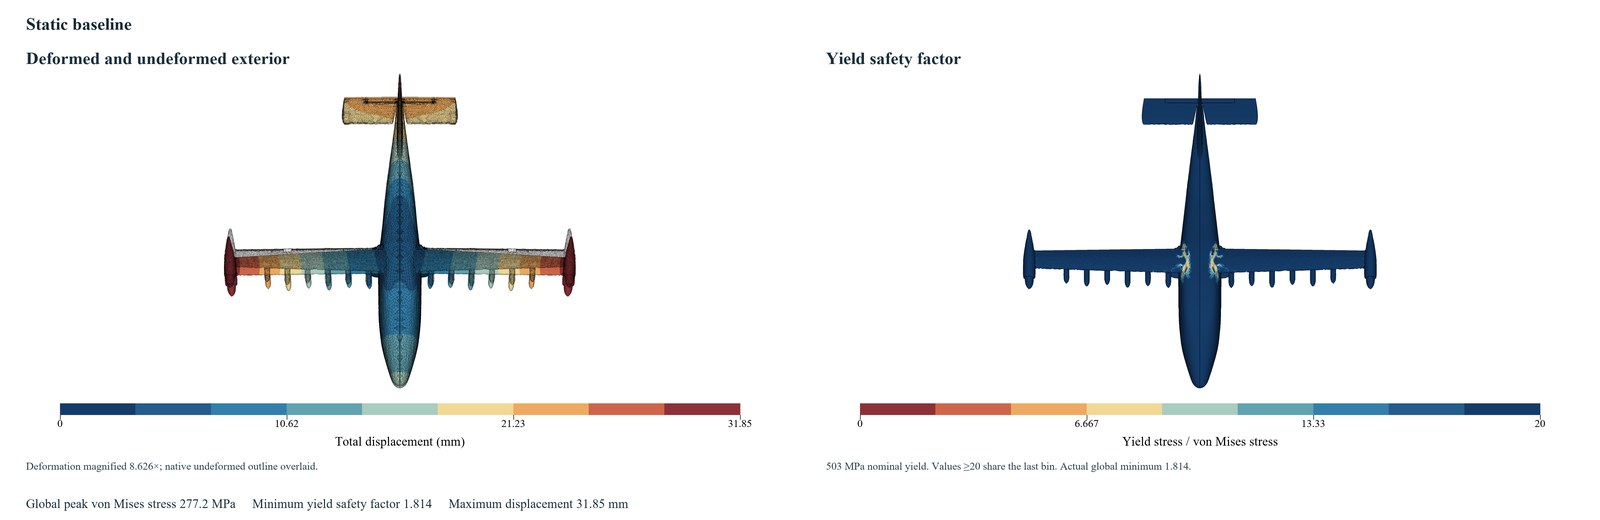 Static baseline
Deformed and undeformed exterior
Yield safety factor
0 10.62 21.23 31.85
Total displacement (mm)
0 6.667 13.33 20
Yield stress / von Mises stress
Deformation magnified 8.626×; native undeformed outline overlaid.
503 MPa nominal yield. Values ≥20 share the last bin. Actual global minimum 1.814.
Global peak von Mises stress 277.2 MPa Minimum yield safety factor 1.814 Maximum displacement 31.85 mm